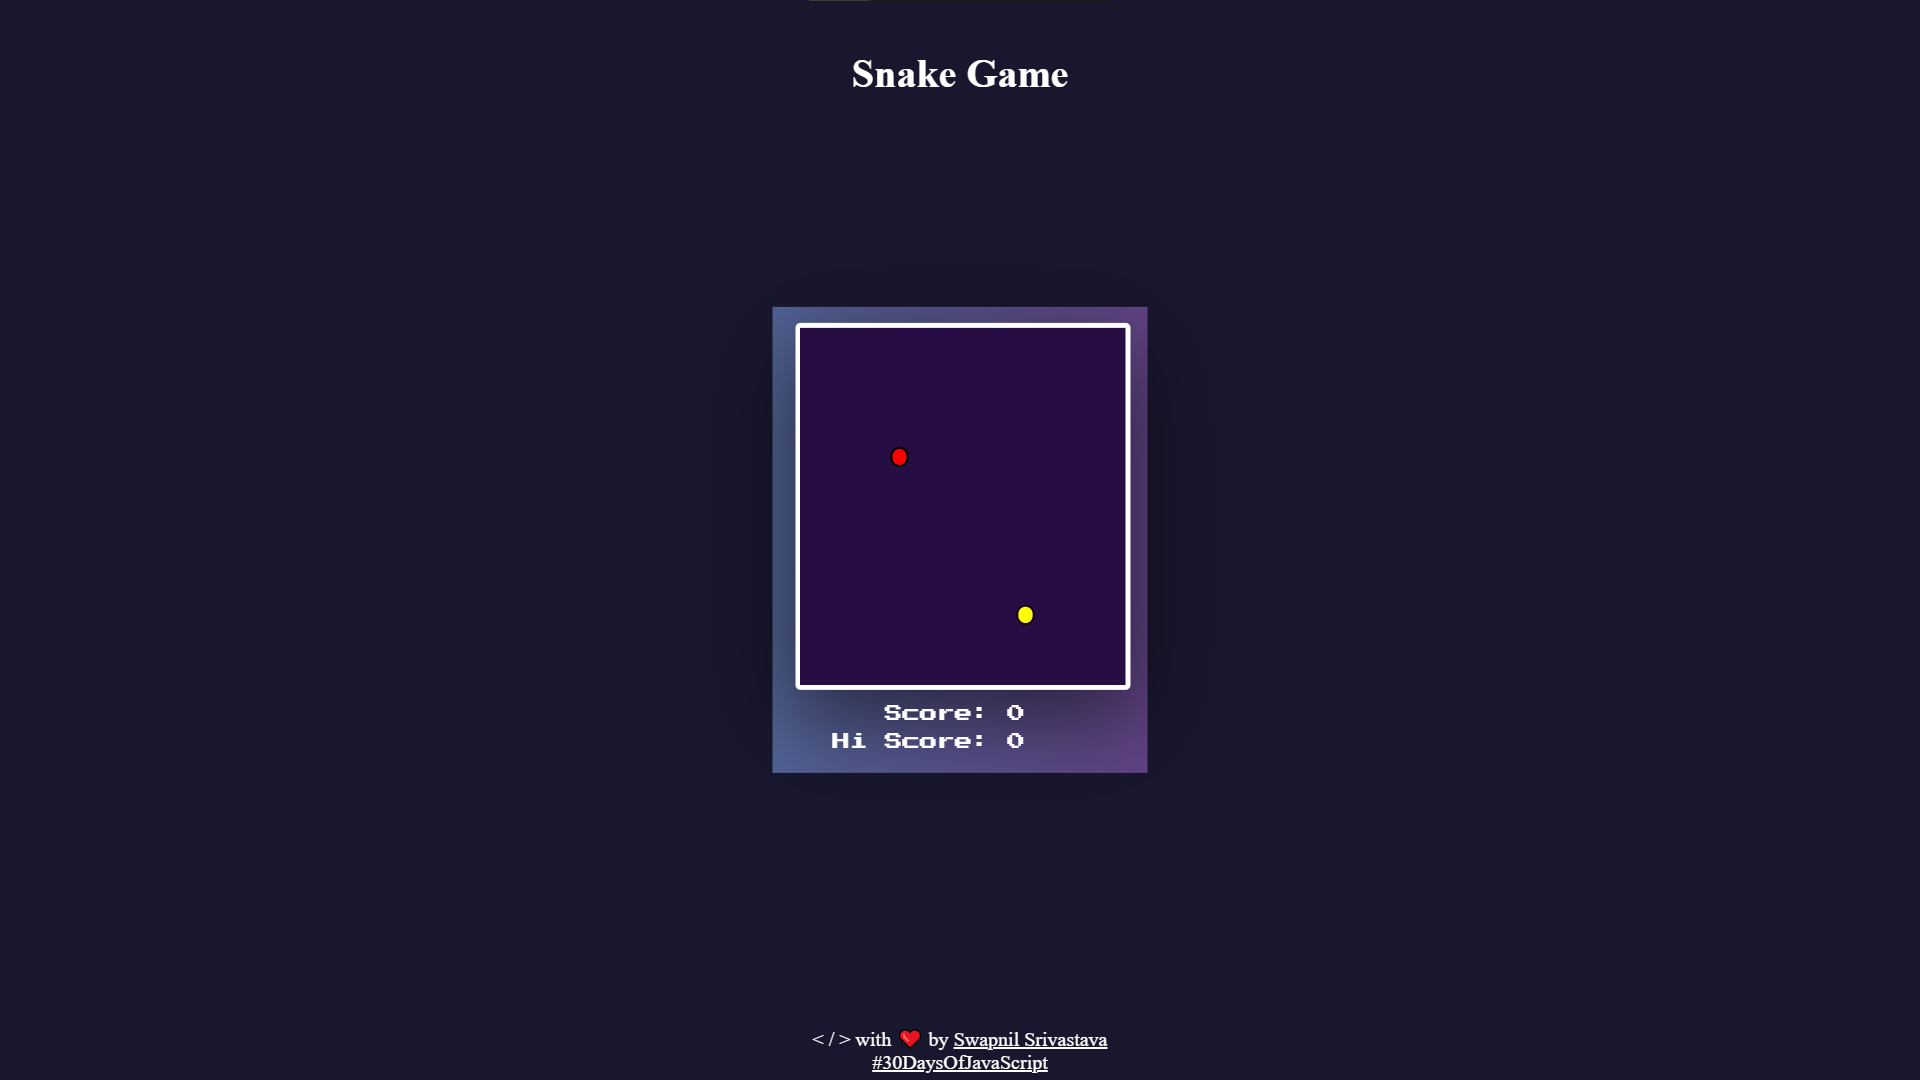 Snake Game
Score: 0
Hi Score: 0
< / > with ❤️ by Swapnil Srivastava
#30DaysOfJavaScript